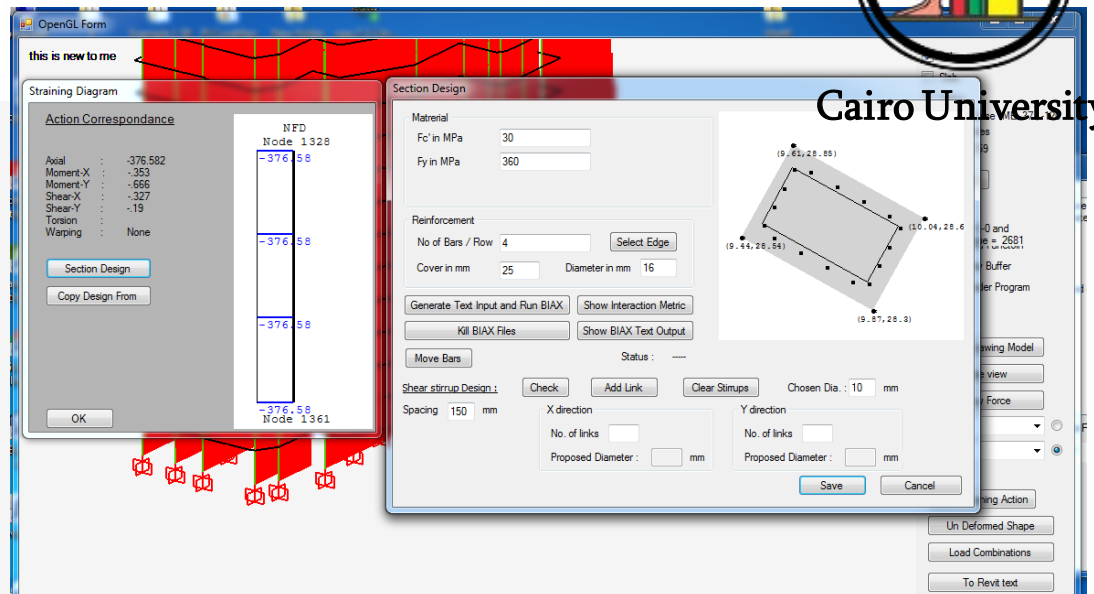 OpenGL Form
this is new to me
Cairo University
Straining Diagram
Action Correspondance
Axial : -376.582
Moment-X : -.353
Moment-Y : -.666
Shear-X : -.327
Shear-Y : -.19
Torsion :
Warping : None
Section Design
Copy Design From
OK
NFD
Node 1328
-376.58
-376.58
-376.58
-376.58
Node 1361
Section Design
Material
Fc' in MPa 30
Fy in MPa 360
Reinforcement
No of Bars / Row 4 Select Edge
Cover in mm 25 Diameter in mm 16
Generate Text Input and Run BIAX Show Interaction Metric
Kill BIAX Files Show BIAX Text Output
Move Bars Status : ----
Shear stirrup Design : Check Add Link Clear Stirrups Chosen Dia. : 10 mm
Spacing 150 mm
X direction
No. of links
Proposed Diameter : mm
Y direction
No. of links
Proposed Diameter : mm
Save Cancel
(9.61,28.85)
(10.04,28.6
(9.44,28.54)
(9.87,28.3)
-0 and
= 2681
Buffer
Program
awing Model
view
Force
ning Action
Un Deformed Shape
Load Combinations
To Revit text